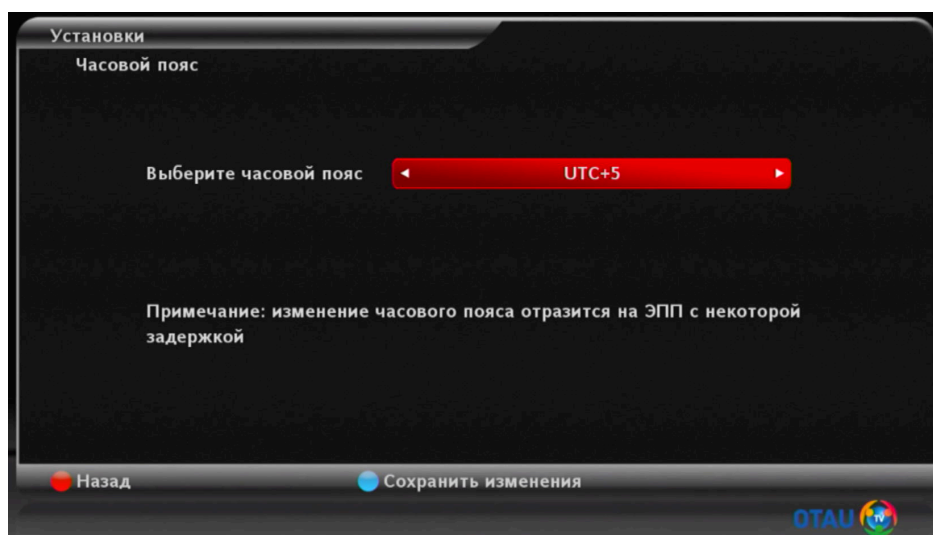 Установки
Часовой пояс
Выберите часовой пояс UTC+5
Примечание: изменение часового пояса отразится на ЭПП с некоторой
задержкой
Назад Сохранить изменения
OTAU TV